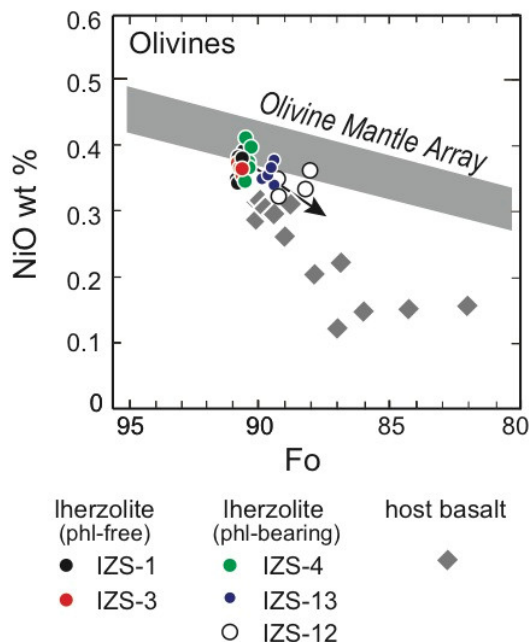 Olivines
Olivine Mantle Array
NiO wt %
0.6
0.5
0.4
0.3
0.2
0.1
0
95
90
85
80
Fo
lherzolite
(phl-free)
IZS-1
IZS-3
lherzolite
(phl-bearing)
IZS-4
IZS-13
IZS-12
host basalt